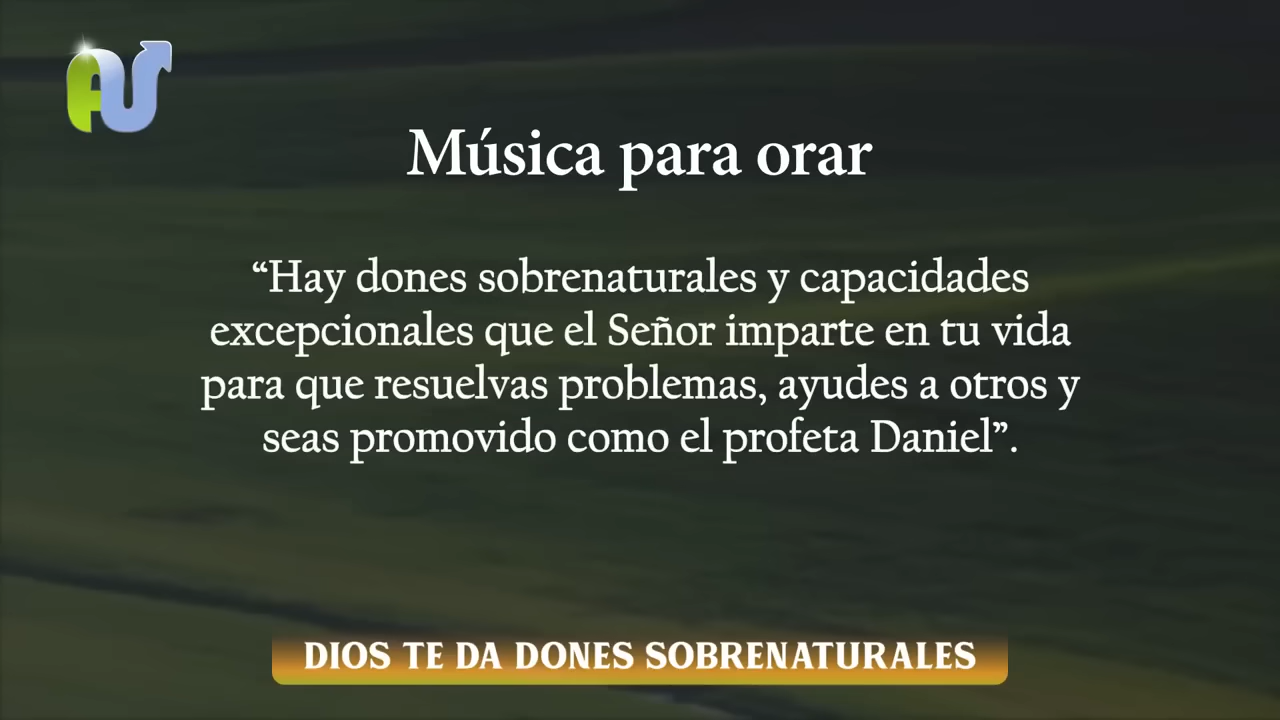 AU
Música para orar
“Hay dones sobrenaturales y capacidades
excepcionales que el Señor imparte en tu vida
para que resuelvas problemas, ayudes a otros y
seas promovido como el profeta Daniel”.
DIOS TE DA DONES SOBRENATURALES